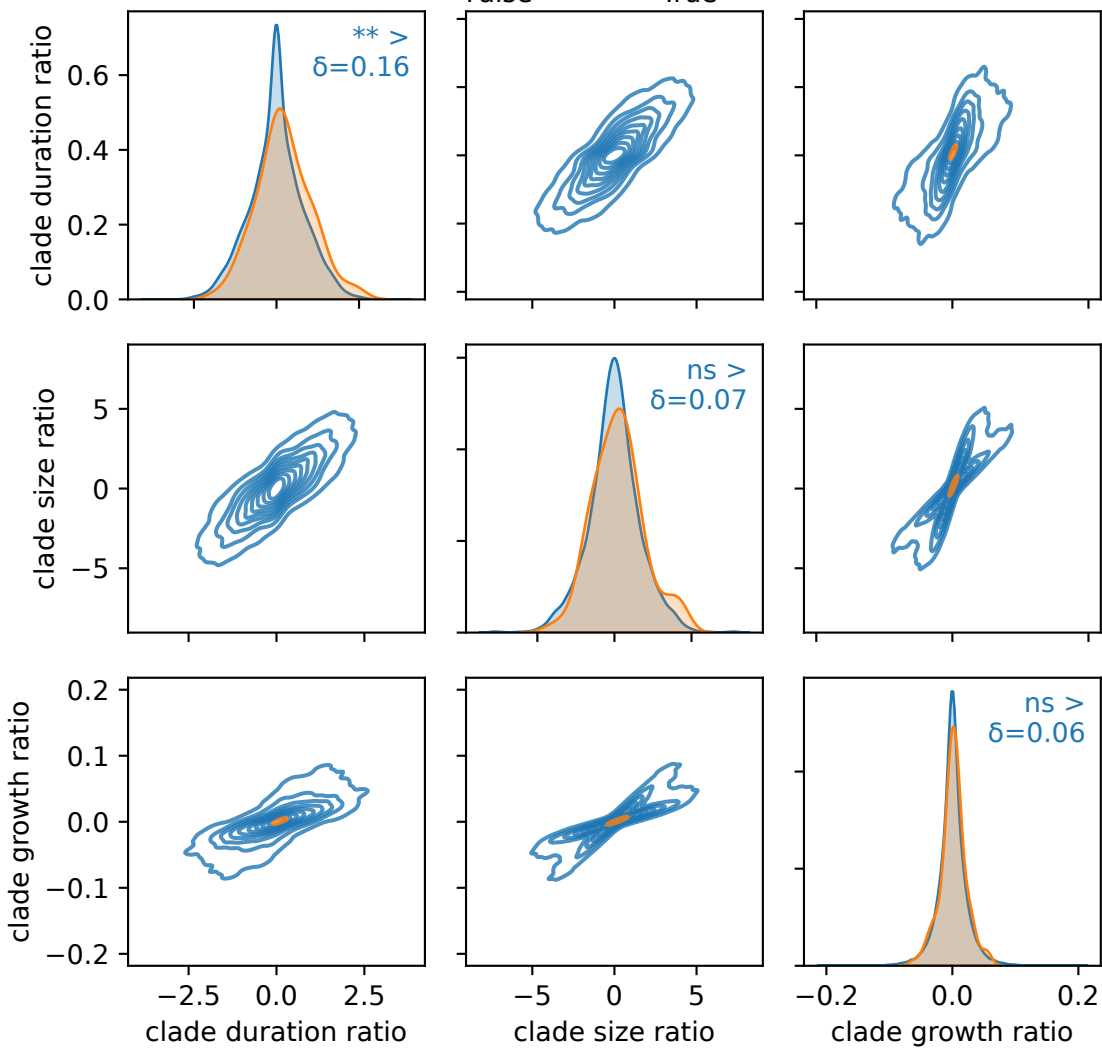 False True
clade duration ratio
0.6
0.4
0.2
0.0
** >
δ=0.16
clade size ratio
5
0
−5
ns >
δ=0.07
clade growth ratio
0.2
0.1
0.0
−0.1
−0.2
ns >
δ=0.06
−2.5 0.0 2.5
−5 0 5
−0.2 0.0 0.2
clade duration ratio
clade size ratio
clade growth ratio